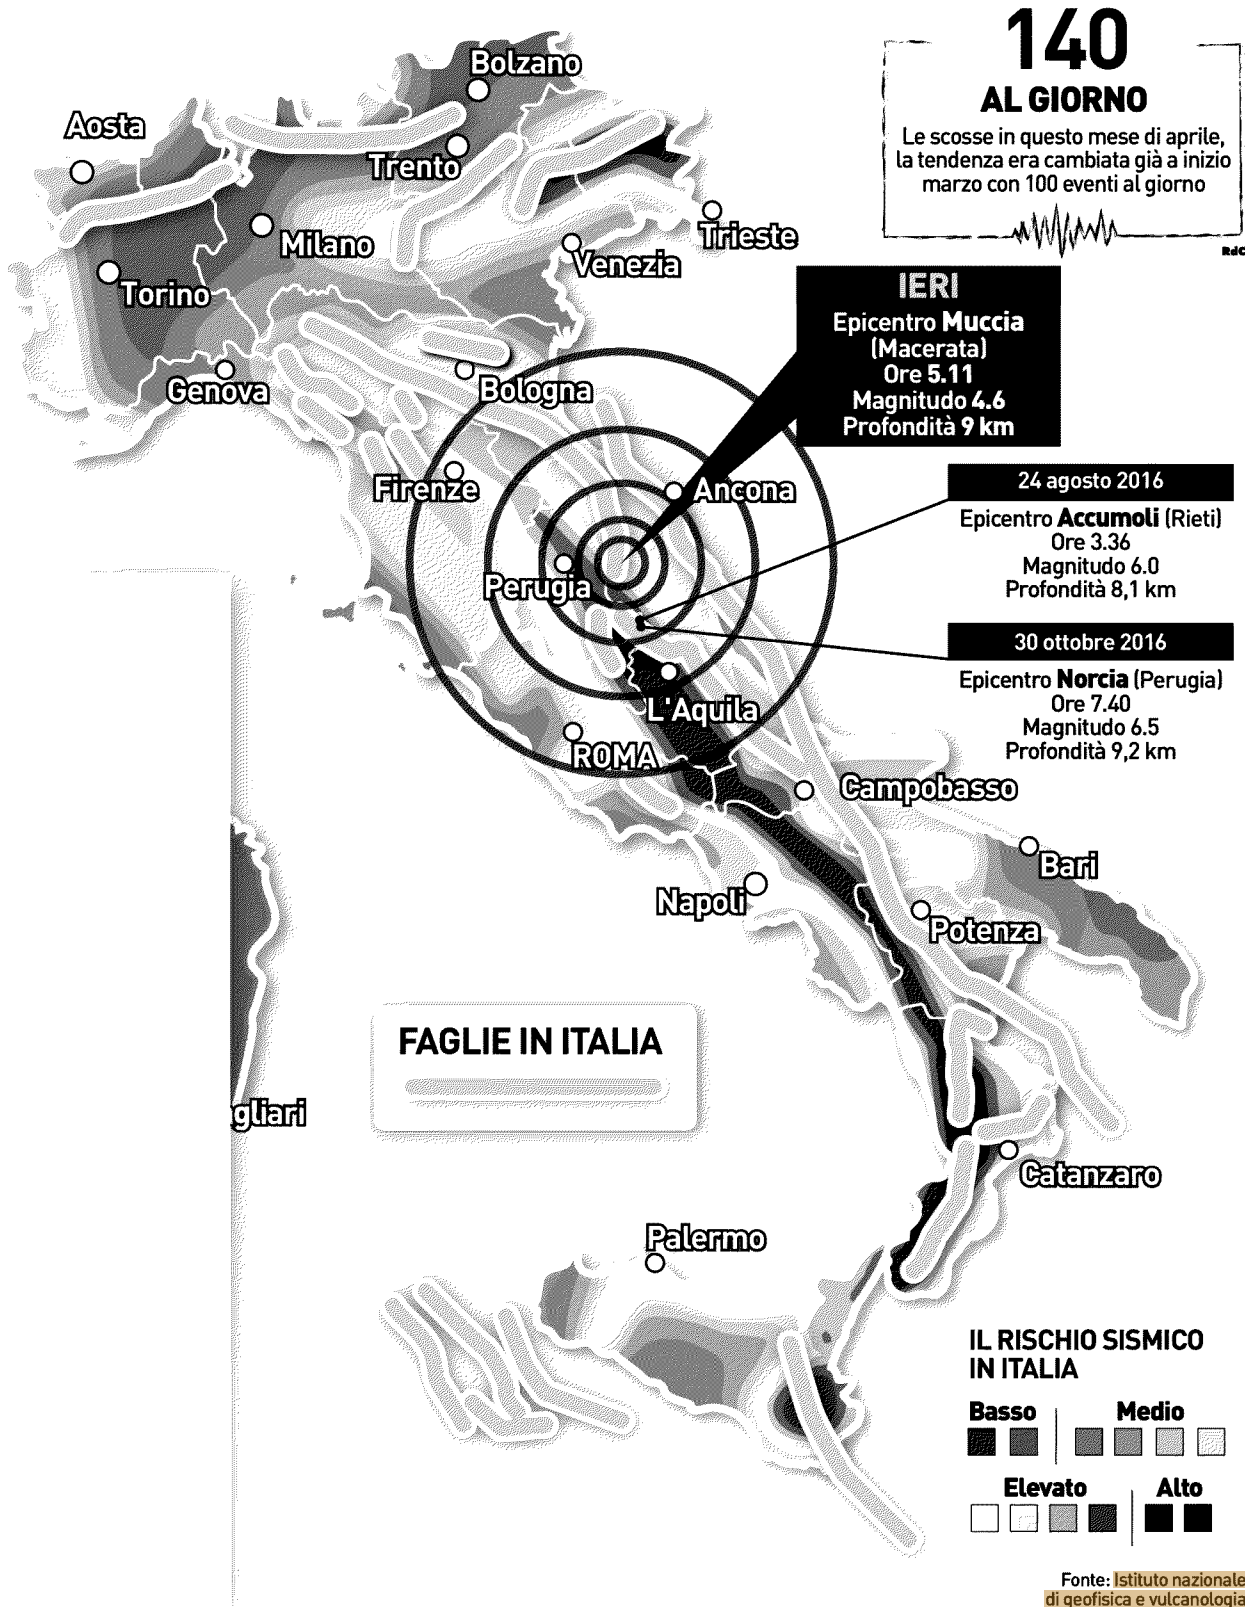 140
AL GIORNO
Le scosse in questo mese di aprile,
la tendenza era cambiata già a inizio
marzo con 100 eventi al giorno
RdC
IERI
Epicentro Muccia
(Macerata)
Ore 5.11
Magnitudo 4.6
Profondità 9 km
24 agosto 2016
Epicentro Accumoli (Rieti)
Ore 3.36
Magnitudo 6.0
Profondità 8,1 km
30 ottobre 2016
Epicentro Norcia (Perugia)
Ore 7.40
Magnitudo 6.5
Profondità 9,2 km
Bolzano
Aosta
Trento
Milano
Trieste
Venezia
Torino
Genova
Bologna
Firenze
Ancona
Perugia
L'Aquila
ROMA
Campobasso
Bari
Napoli
Potenza
FAGLIE IN ITALIA
gliari
Catanzaro
Palermo
IL RISCHIO SISMICO
IN ITALIA
Basso Medio
Elevato Alto
Fonte: Istituto nazionale
di geofisica e vulcanologia